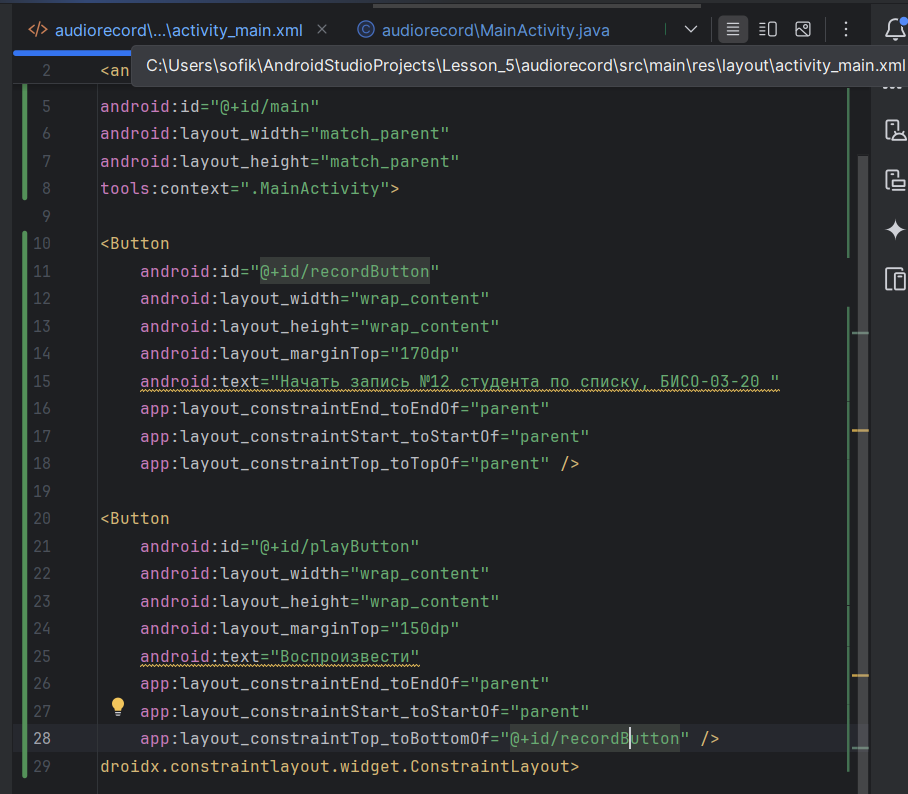 audiorecord\...\activity_main.xml
audiorecord\MainActivity.java
2 <an
C:\Users\sofik\AndroidStudioProjects\Lesson_5\audiorecord\src\main\res\layout\activity_main.xml
5 android:id="@+id/main"
6 android:layout_width="match_parent"
7 android:layout_height="match_parent"
8 tools:context=".MainActivity">
9
10 <Button
11 android:id="@+id/recordButton"
12 android:layout_width="wrap_content"
13 android:layout_height="wrap_content"
14 android:layout_marginTop="170dp"
15 android:text="Начать запись №12 студента по списку, БИСО-03-20 "
16 app:layout_constraintEnd_toEndOf="parent"
17 app:layout_constraintStart_toStartOf="parent"
18 app:layout_constraintTop_toTopOf="parent" />
19
20 <Button
21 android:id="@+id/playButton"
22 android:layout_width="wrap_content"
23 android:layout_height="wrap_content"
24 android:layout_marginTop="150dp"
25 android:text="Воспроизвести"
26 app:layout_constraintEnd_toEndOf="parent"
27 app:layout_constraintStart_toStartOf="parent"
28 app:layout_constraintTop_toBottomOf="@+id/recordButton" />
29 droidx.constraintlayout.widget.ConstraintLayout>